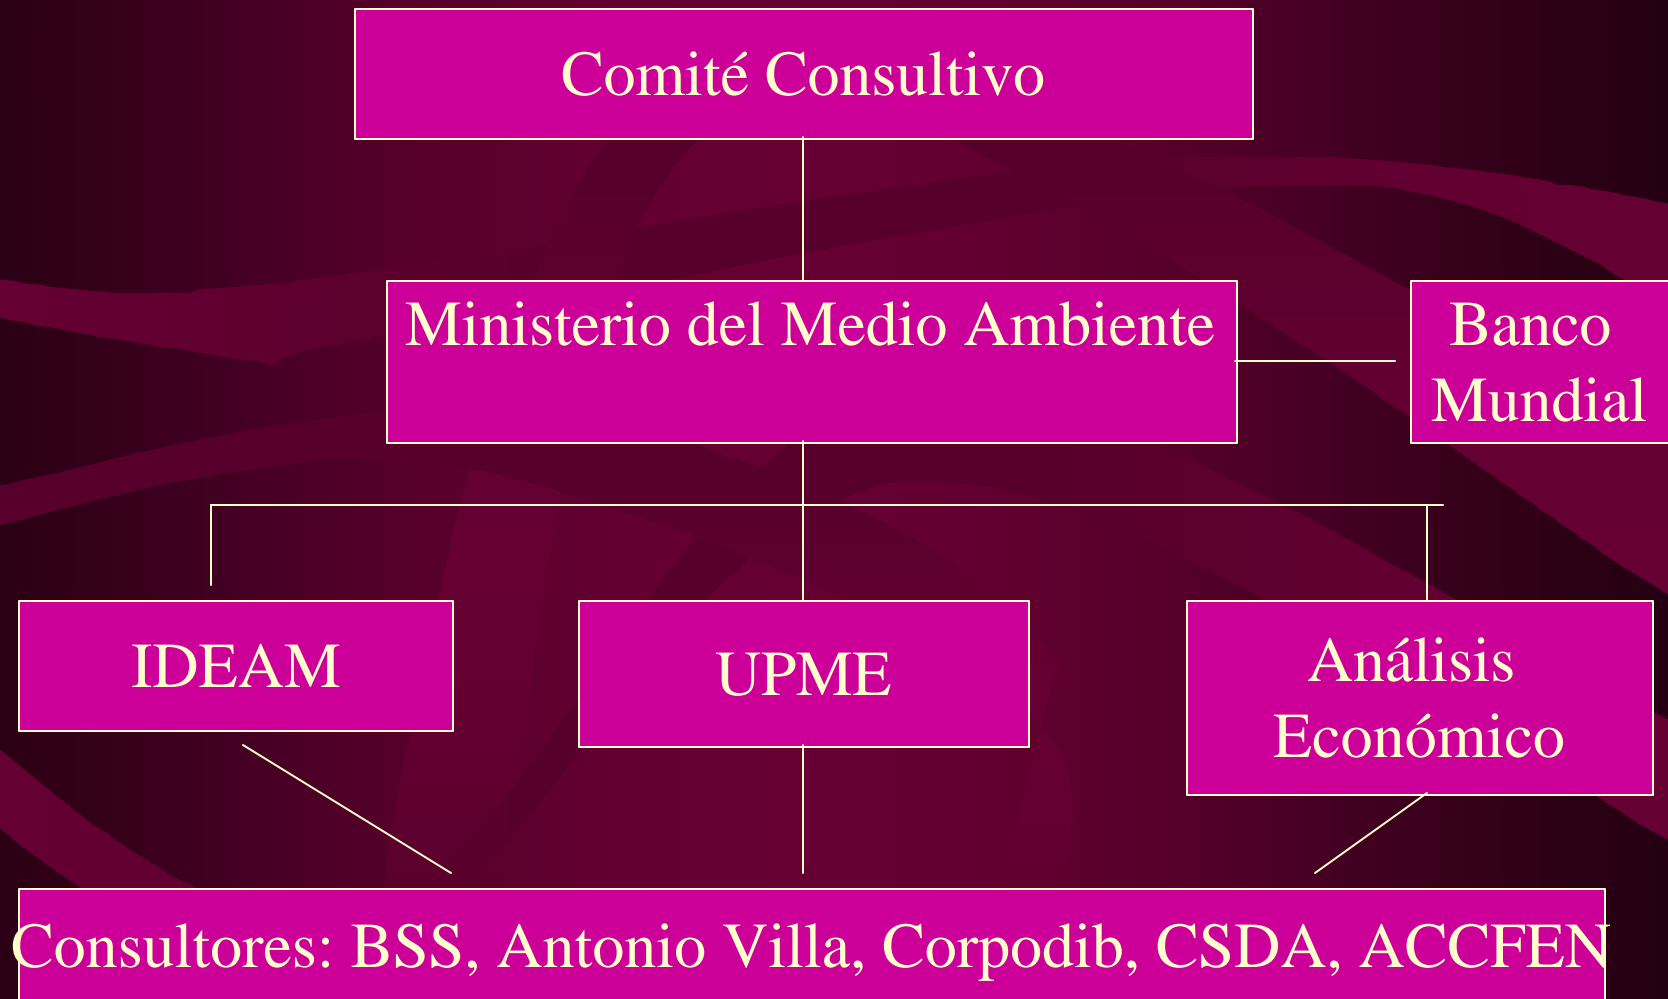 Comité Consultivo
Ministerio del Medio Ambiente
Banco
Mundial
IDEAM
UPME
Análisis
Económico
Consultores: BSS, Antonio Villa, Corpodib, CSDA, ACCFEN